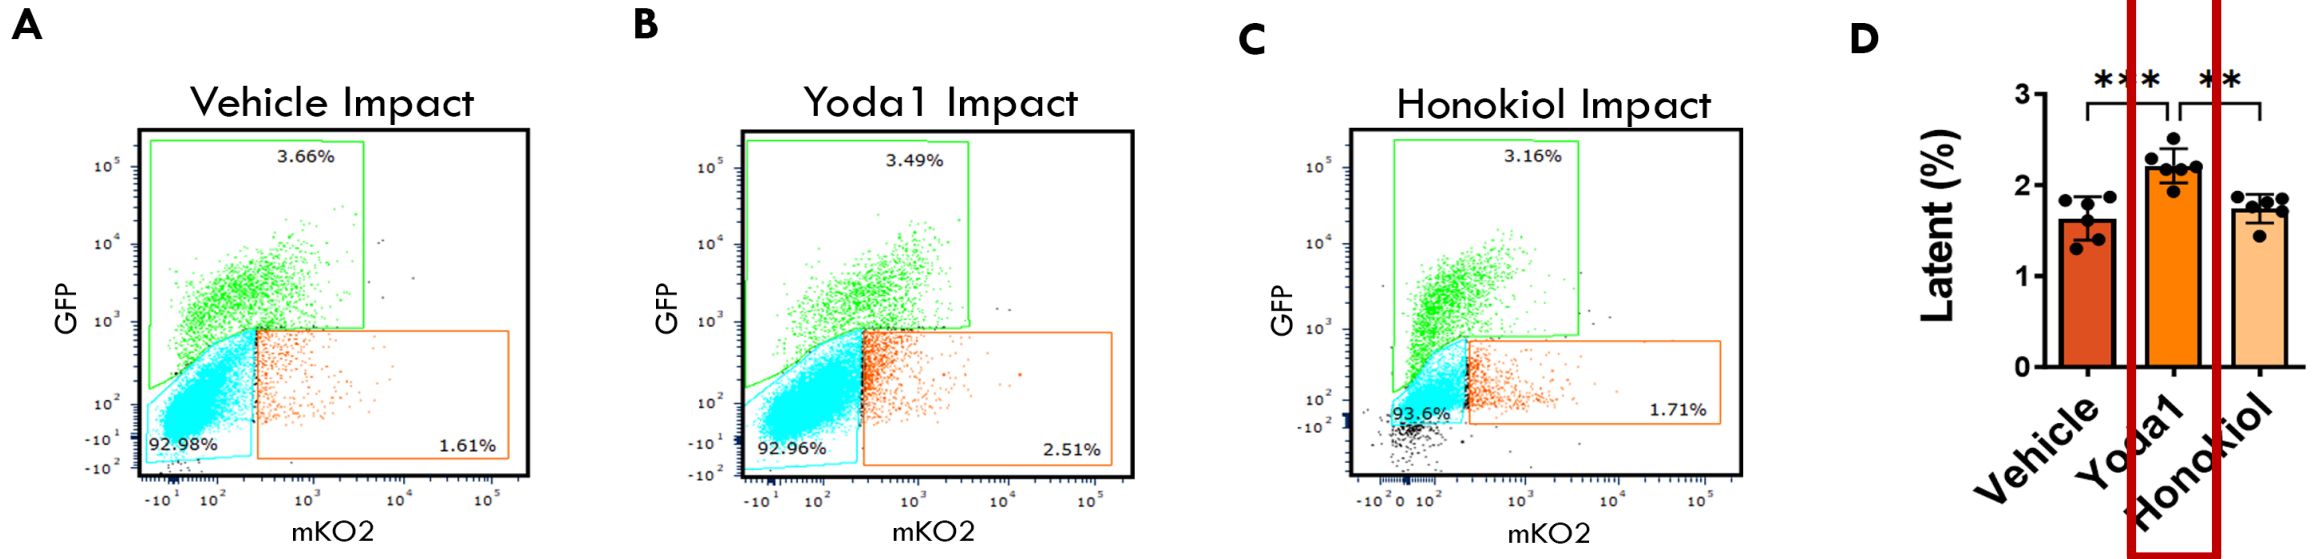 A
Vehicle Impact
GFP
10⁵
10⁴
10³
10²
-10¹
-10²
3.66%
92.98%
1.61%
-10¹ 10² 10³ 10⁴ 10⁵
mKO2
B
Yoda1 Impact
GFP
10⁵
10⁴
10³
10²
-10¹
-10²
3.49%
92.96%
2.51%
-10¹ 10² 10³ 10⁴ 10⁵
mKO2
C
Honokiol Impact
GFP
10⁵
10⁴
10³
10²
-10²
3.16%
93.6%
1.71%
-10² 0 10² 10³ 10⁴ 10⁵
mKO2
D
Latent (%)
3
2
1
0
*** **
Vehicle
Yoda1
Honokiol